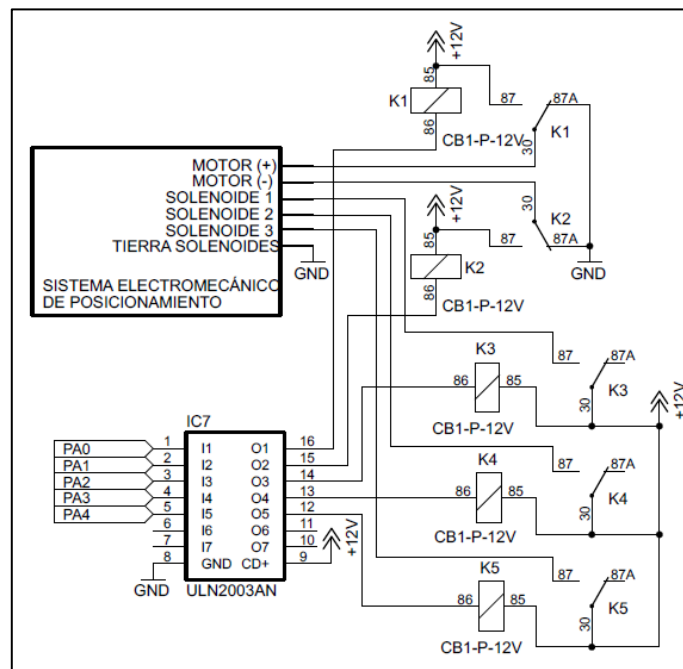 +12V
85
K1
86
87
87A
K1
30
CB1-P-12V
MOTOR (+)
MOTOR (-)
SOLENOIDE 1
SOLENOIDE 2
SOLENOIDE 3
TIERRA SOLENOIDES
GND
SISTEMA ELECTROMECÁNICO
DE POSICIONAMIENTO
+12V
85
K2
86
87
87A
K2
30
GND
CB1-P-12V
K3
86
85
CB1-P-12V
87
87A
K3
30
+12V
K4
86
85
CB1-P-12V
87
87A
K4
30
K5
86
85
CB1-P-12V
87
87A
K5
30
IC7
PA0 1 I1 O1 16
PA1 2 I2 O2 15
PA2 3 I3 O3 14
PA3 4 I4 O4 13
PA4 5 I5 O5 12
6 I6 O6 11
7 I7 O7 10
8 GND CD+ 9
+12V
GND
ULN2003AN